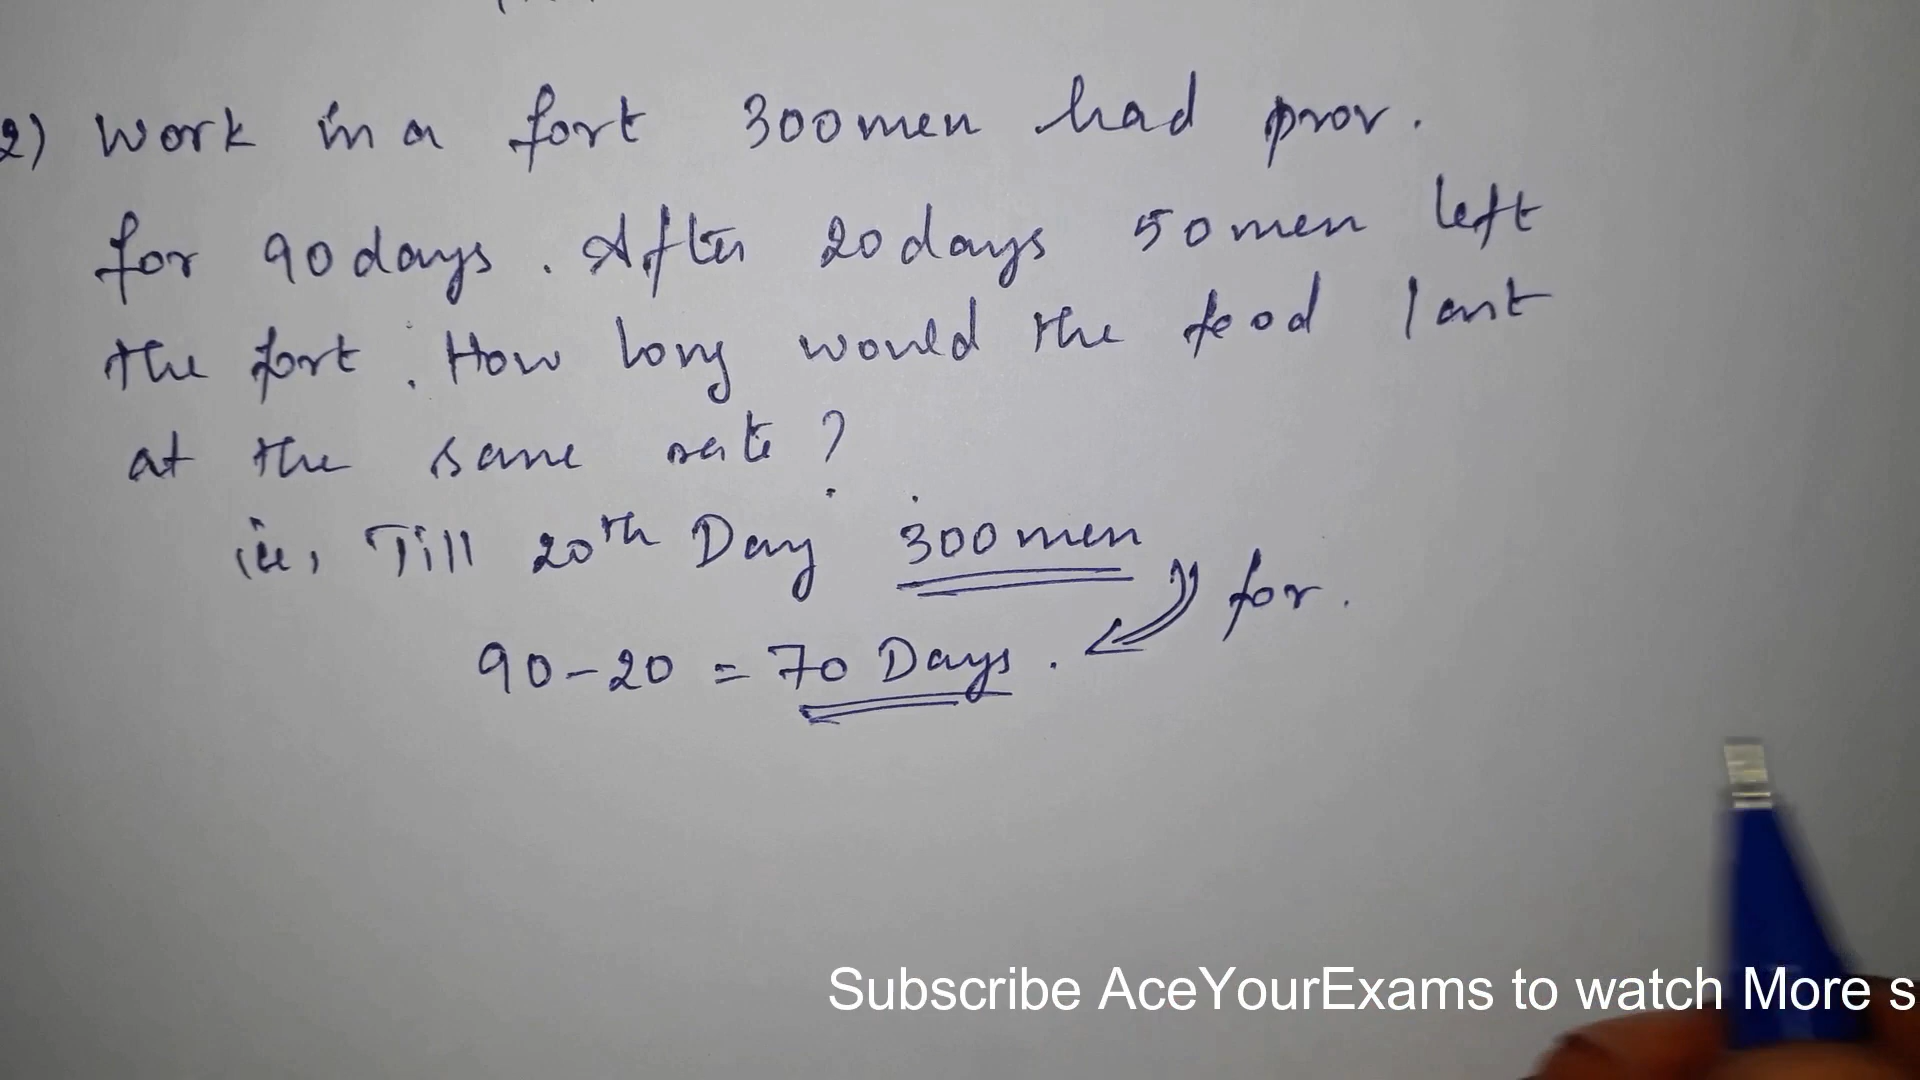 2) Work in a fort 300 men had prov.
for 90 days. After 20 days 50 men left
the fort. How long would the food last
at the same rate?
ie, Till 20th Day 300 men
for.
90-20 = 70 Days.
Subscribe AceYourExams to watch More s